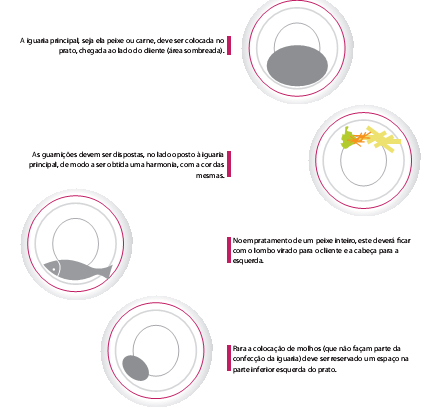 A iguaria principal, seja ela peixe ou carne, deve ser colocada no
prato, chegada ao lado do cliente (área sombreada).
As guarnições devem ser dispostas, no lado oposto à iguaria
principal, de modo a ser obtida uma harmonia, com a cor das
mesmas.
No empratamento de um peixe inteiro, este deverá ficar
com o lombo virado para o cliente e a cabeça para a
esquerda.
Para a colocação de molhos (que não façam parte da
confecção da iguaria) deve ser reservado um espaço na
parte inferior esquerda do prato.